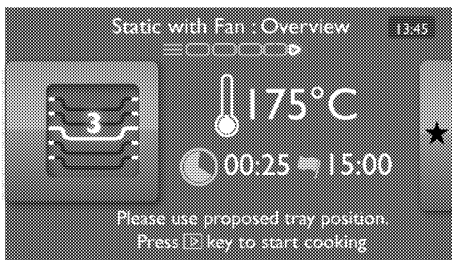 Static with Fan : Overview
13:45
3
175°C
00:25 15:00
Please use proposed tray position.
Press key to start cooking